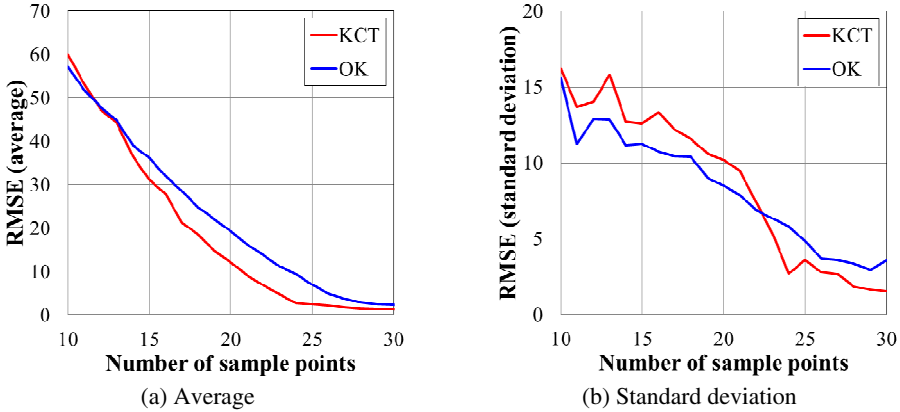 70
60
50
40
30
20
10
0
RMSE (average)
KCT
OK
10 15 20 25 30
Number of sample points
(a) Average
20
15
10
5
0
RMSE (standard deviation)
KCT
OK
10 15 20 25 30
Number of sample points
(b) Standard deviation